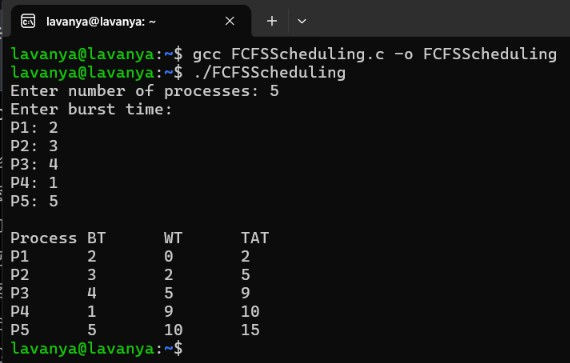 lavanya@lavanya: ~
lavanya@lavanya:~$ gcc FCFSScheduling.c -o FCFSScheduling
lavanya@lavanya:~$ ./FCFSScheduling
Enter number of processes: 5
Enter burst time:
P1: 2
P2: 3
P3: 4
P4: 1
P5: 5
Process BT WT TAT
P1 2 0 2
P2 3 2 5
P3 4 5 9
P4 1 9 10
P5 5 10 15
lavanya@lavanya:~$